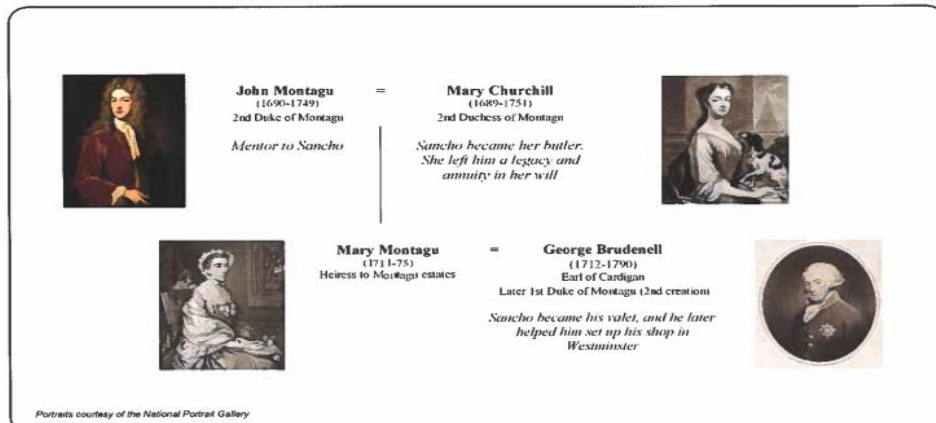 John Montagu = Mary Churchill
(1690-1749) (1689-1751)
2nd Duke of Montagu 2nd Duchess of Montagu
Mentor to Sancho Sancho became her butler.
She left him a legacy and
annuity in her will
Mary Montagu = George Brudenell
(1711-75) (1712-1790)
Heiress to Montagu estates Earl of Cardigan
Later 1st Duke of Montagu (2nd creation)
Sancho became his valet, and he later
helped him set up his shop in
Westminster
Portraits courtesy of the National Portrait Gallery